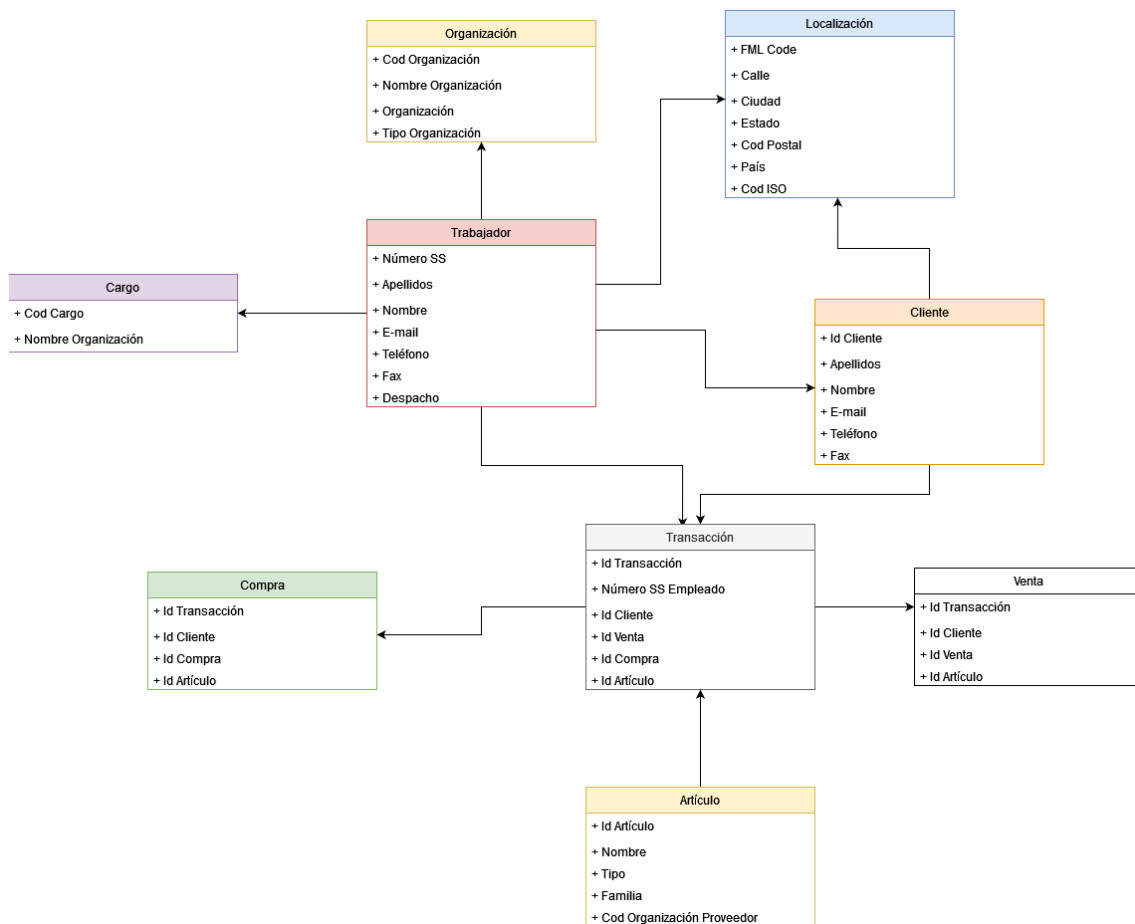 Organización
+ Cod Organización
+ Nombre Organización
+ Organización
+ Tipo Organización
Localización
+ FML Code
+ Calle
+ Ciudad
+ Estado
+ Cod Postal
+ País
+ Cod ISO
Trabajador
+ Número SS
+ Apellidos
+ Nombre
+ E-mail
+ Teléfono
+ Fax
+ Despacho
Cargo
+ Cod Cargo
+ Nombre Organización
Cliente
+ Id Cliente
+ Apellidos
+ Nombre
+ E-mail
+ Teléfono
+ Fax
Transacción
+ Id Transacción
+ Número SS Empleado
+ Id Cliente
+ Id Venta
+ Id Compra
+ Id Artículo
Compra
+ Id Transacción
+ Id Cliente
+ Id Compra
+ Id Artículo
Venta
+ Id Transacción
+ Id Cliente
+ Id Venta
+ Id Artículo
Artículo
+ Id Artículo
+ Nombre
+ Tipo
+ Familia
+ Cod Organización Proveedor